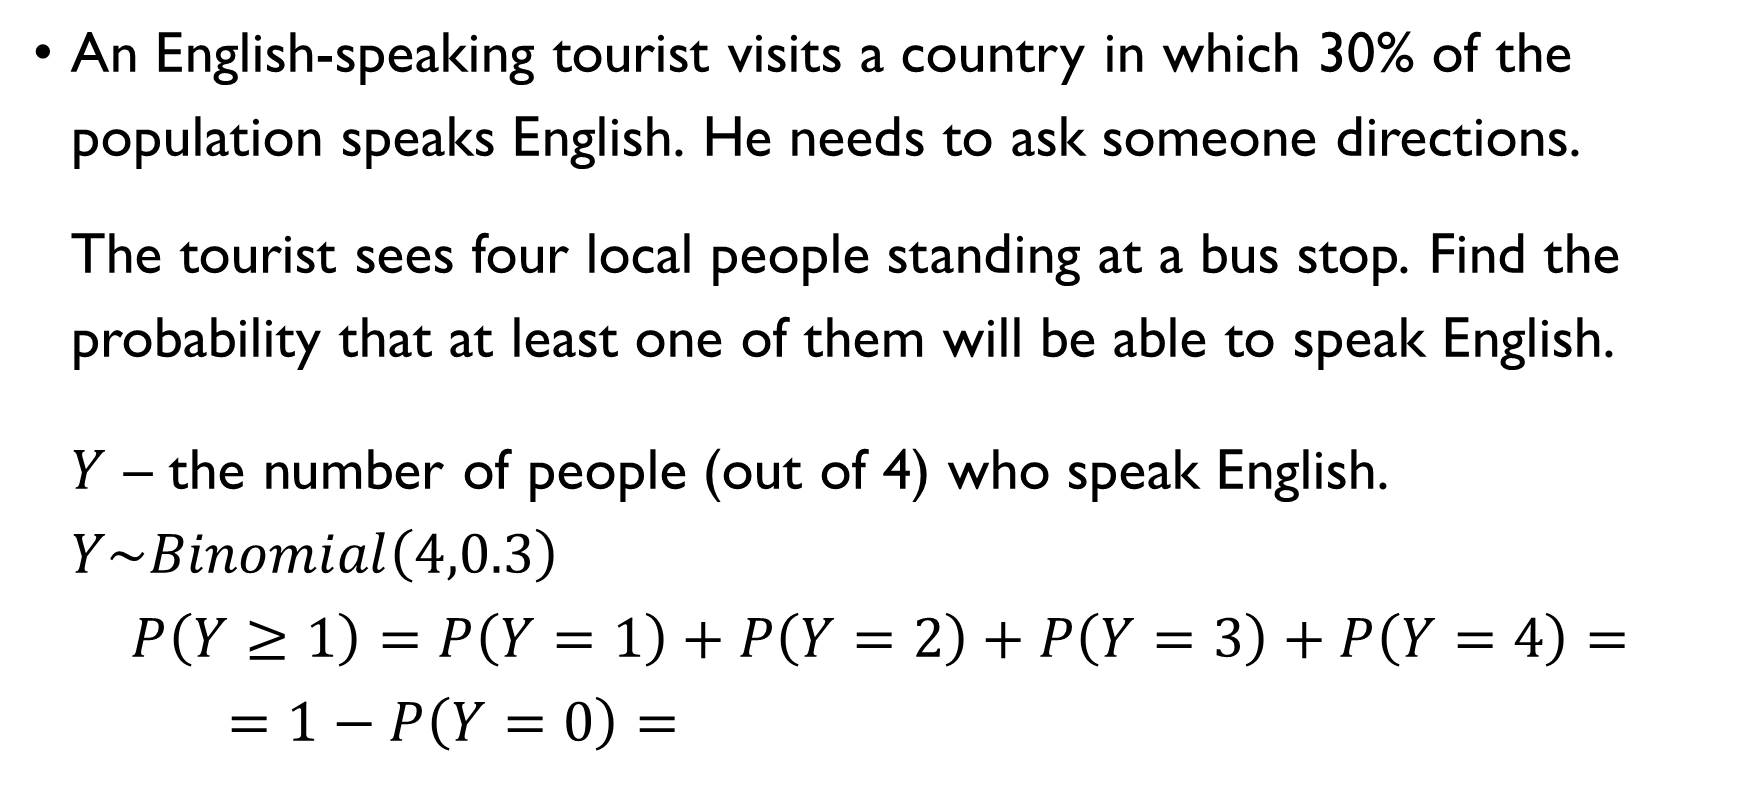 • An English-speaking tourist visits a country in which 30% of the
population speaks English. He needs to ask someone directions.
The tourist sees four local people standing at a bus stop. Find the
probability that at least one of them will be able to speak English.
Y – the number of people (out of 4) who speak English.
Y~Binomial(4,0.3)
P(Y ≥ 1) = P(Y = 1) + P(Y = 2) + P(Y = 3) + P(Y = 4) =
= 1 − P(Y = 0) =